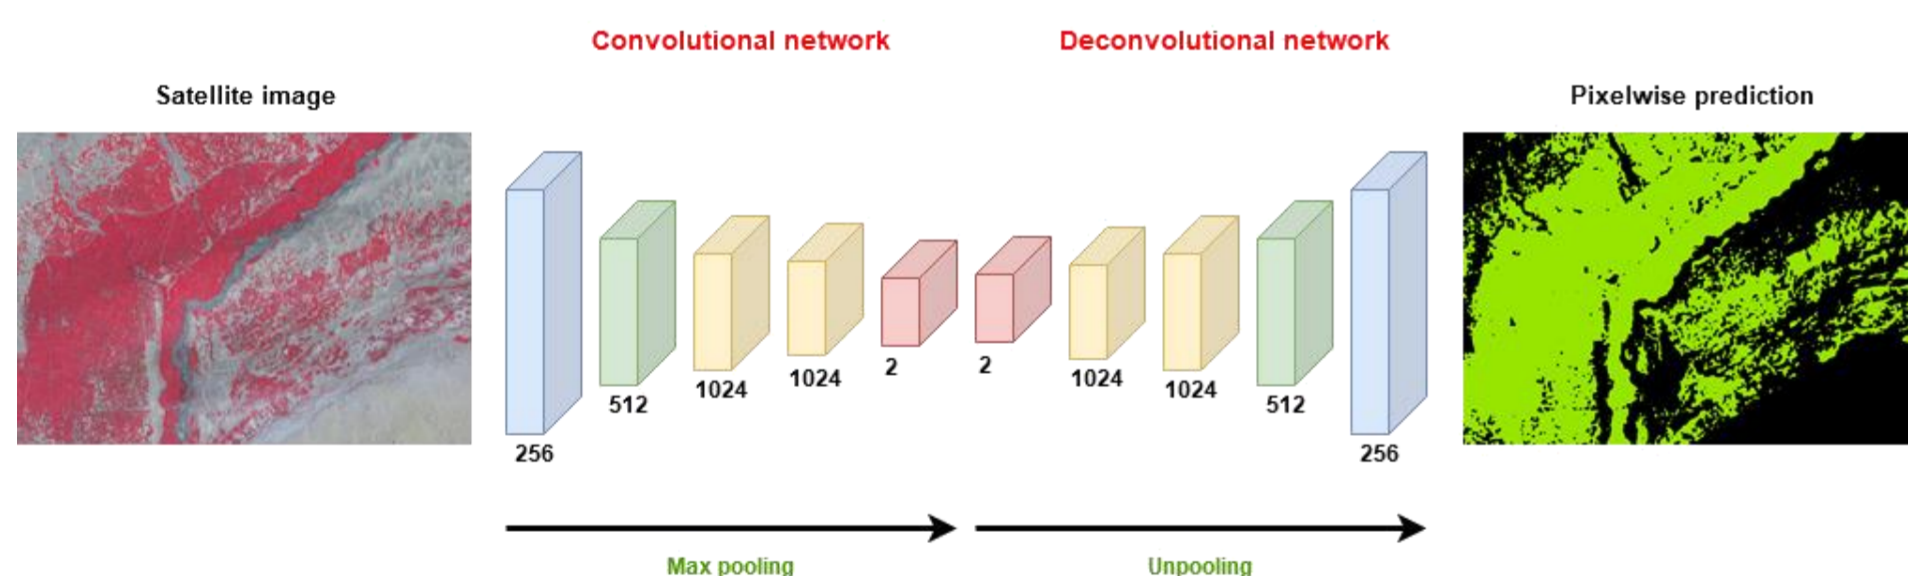 Convolutional network
Deconvolutional network
Satellite image
Pixelwise prediction
256
512
1024
1024
2
2
1024
1024
512
256
Max pooling
Unpooling